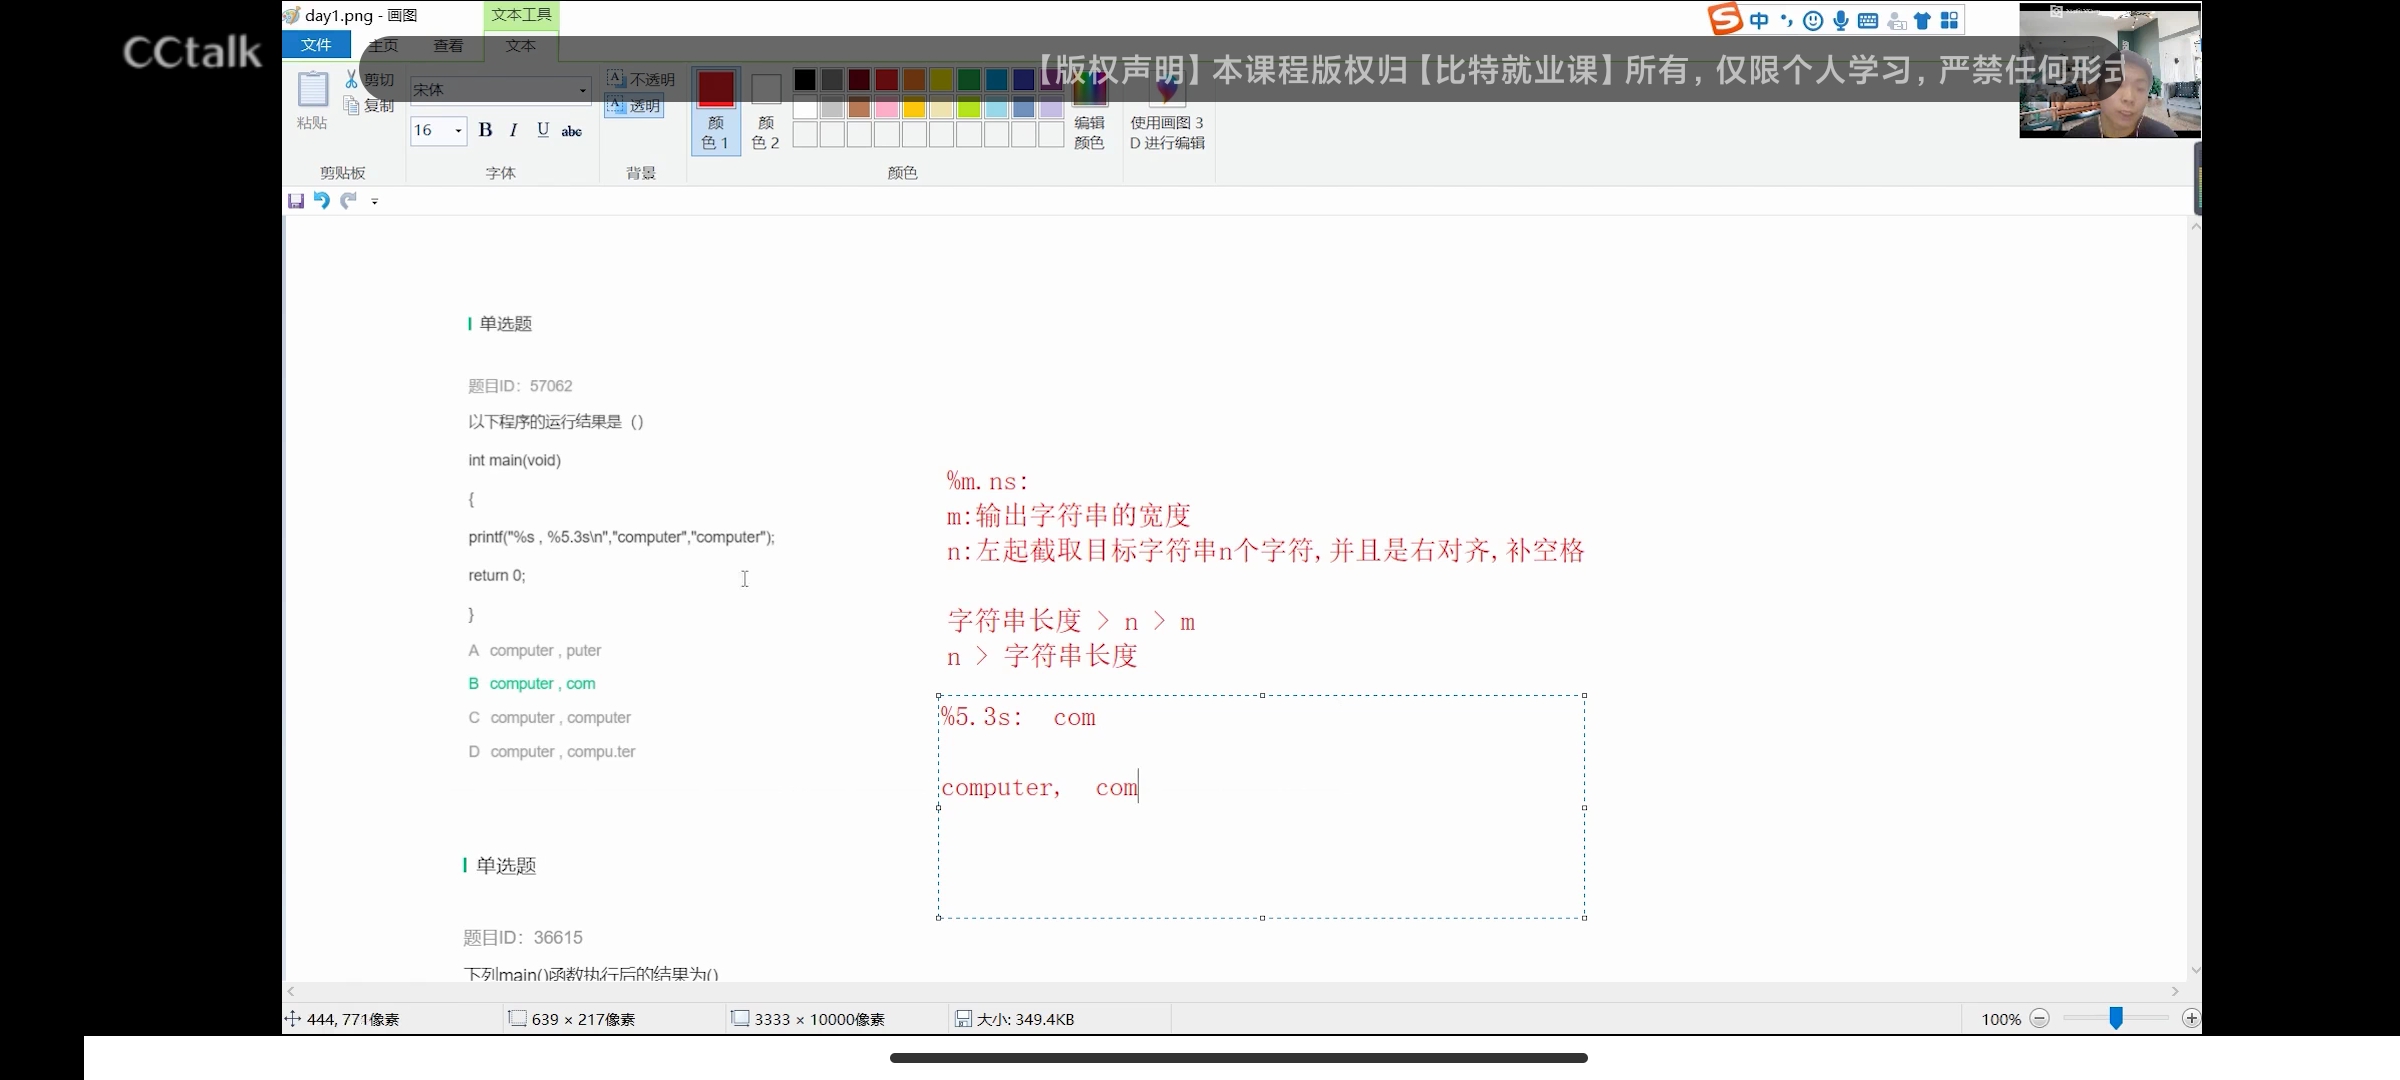 day1.png - 画图
文本工具
中
CCtalk
文件
主页
查看
文本
【版权声明】本课程版权归【比特就业课】所有, 仅限个人学习, 严禁任何形式
粘贴
剪切
复制
宋体
16
B I U abc
不透明
透明
颜色 1
颜色 2
编辑颜色
使用画图 3D 进行编辑
剪贴板
字体
背景
颜色
单选题
题目ID：57062
以下程序的运行结果是（）
int main(void)
{
printf("%s , %5.3s\n","computer","computer");
return 0;
}
A computer , puter
B computer , com
C computer , computer
D computer , compu.ter
%m.ns:
m:输出字符串的宽度
n:左起截取目标字符串n个字符,并且是右对齐,补空格
字符串长度 > n > m
n > 字符串长度
%5.3s:  com
computer,  com
单选题
题目ID：36615
下列main()函数执行后的结果为()
444, 771像素
639 × 217像素
3333 × 10000像素
大小: 349.4KB
100%